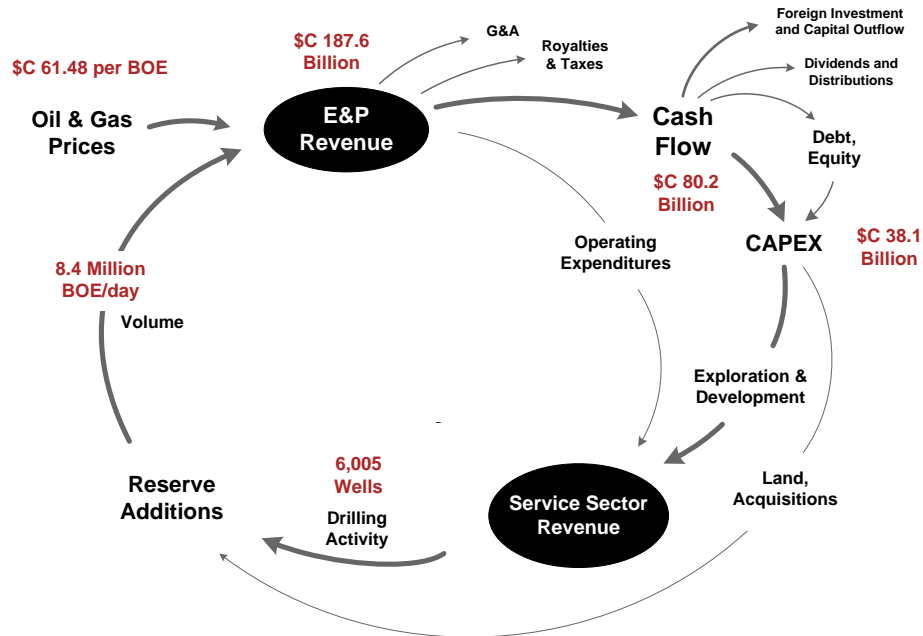 Foreign Investment
and Capital Outflow
$C 187.6
Billion
G&A
Royalties
& Taxes
$C 61.48 per BOE
Dividends and
Distributions
Oil & Gas
Prices
E&P
Revenue
Cash
Flow
Debt,
Equity
$C 80.2
Billion
CAPEX
$C 38.1
Billion
Operating
Expenditures
8.4 Million
BOE/day
Volume
Exploration &
Development
6,005
Wells
Reserve
Additions
Drilling
Activity
Service Sector
Revenue
Land,
Acquisitions